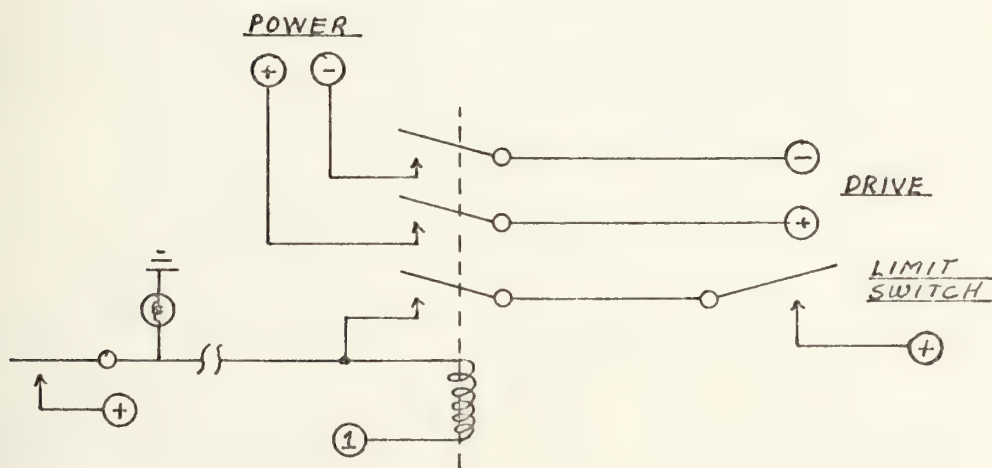 POWER
+ -
-
DRIVE
+
LIMIT
SWITCH
+
+
1